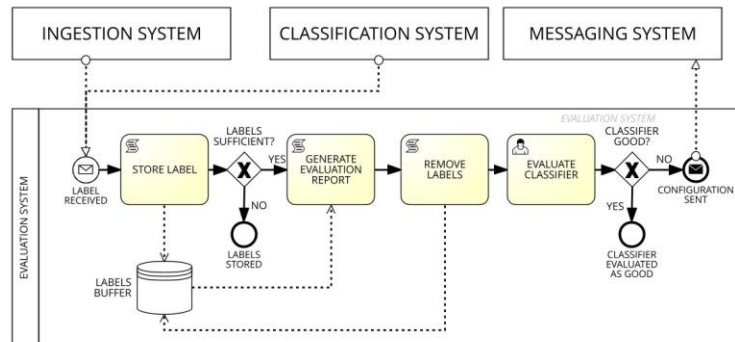 INGESTION SYSTEM
CLASSIFICATION SYSTEM
MESSAGING SYSTEM
EVALUATION SYSTEM
EVALUATION SYSTEM
LABEL
RECEIVED
STORE LABEL
LABELS
SUFFICIENT?
YES
NO
LABELS
STORED
GENERATE
EVALUATION
REPORT
REMOVE
LABELS
EVALUATE
CLASSIFIER
CLASSIFIER
GOOD?
NO
CONFIGURATION
SENT
YES
CLASSIFIER
EVALUATED
AS GOOD
LABELS
BUFFER